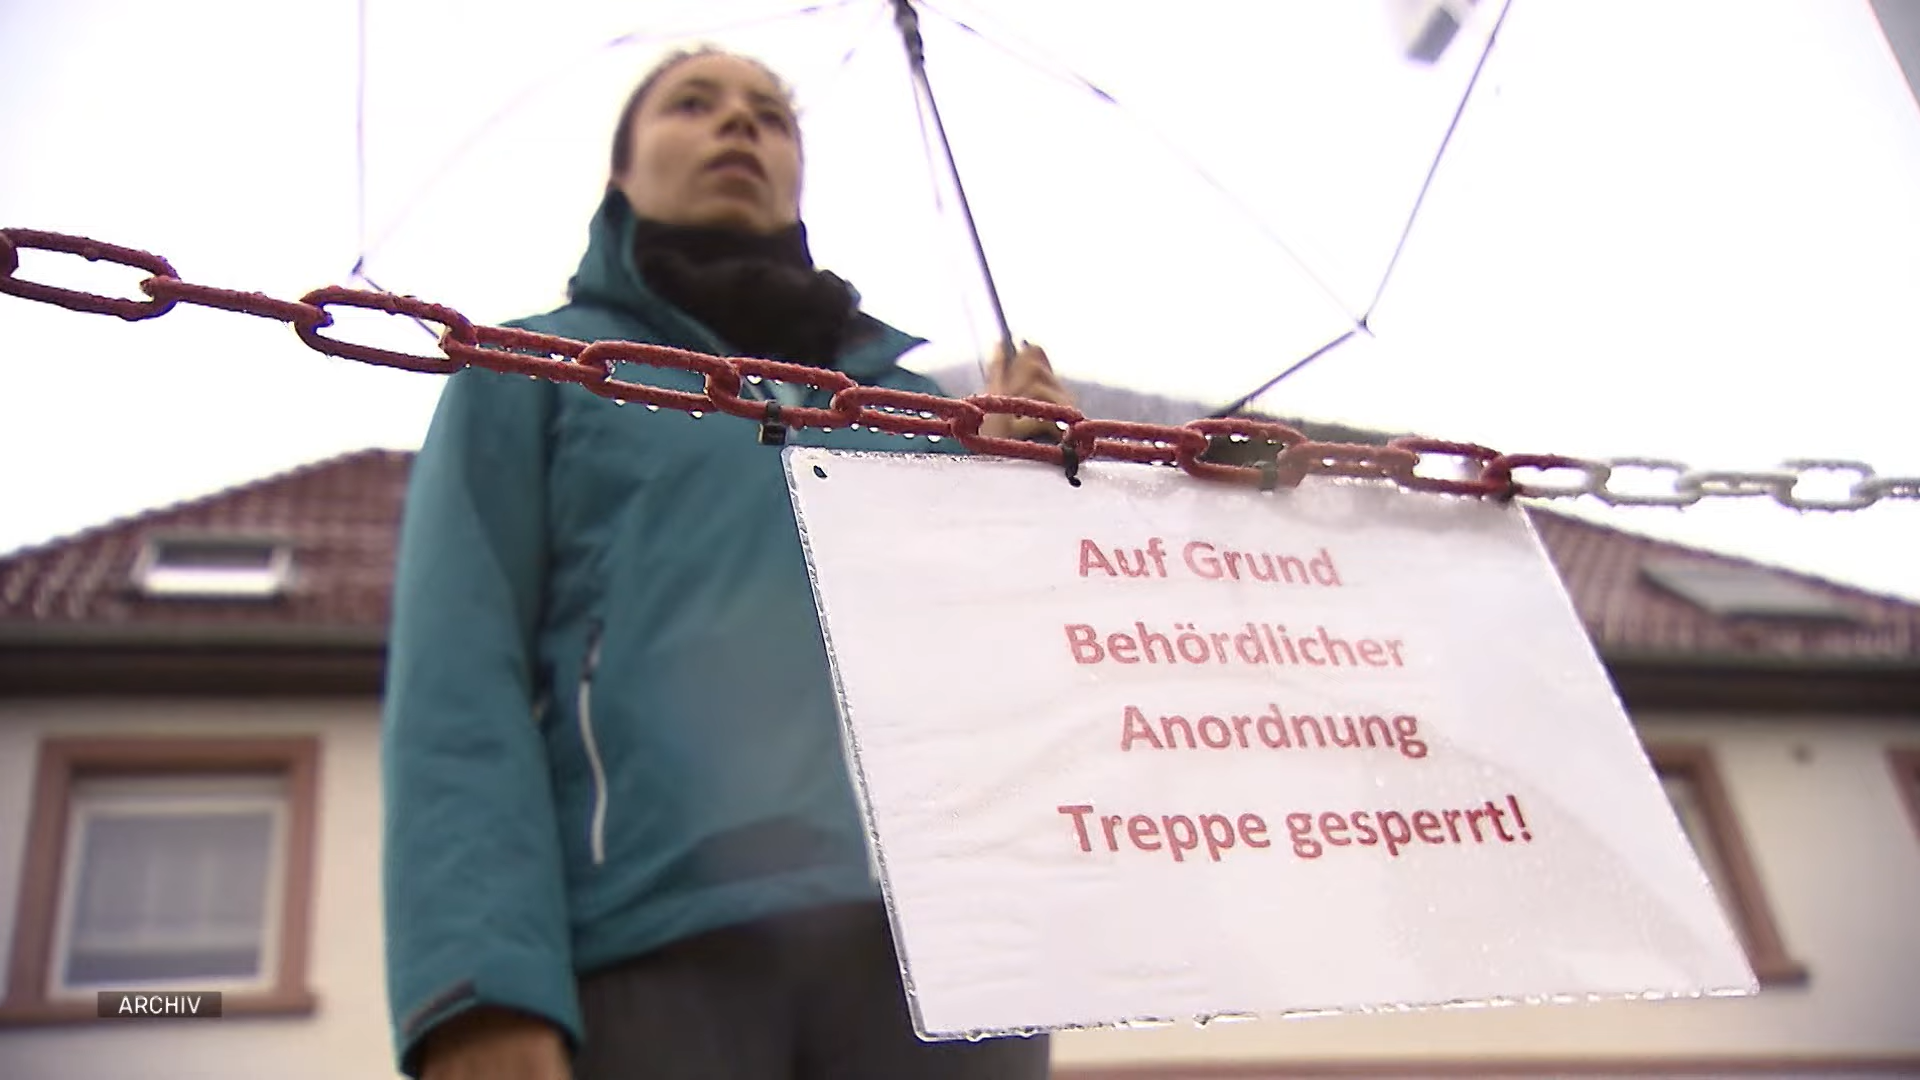 Auf Grund
Behördlicher
Anordnung
Treppe gesperrt!
ARCHIV